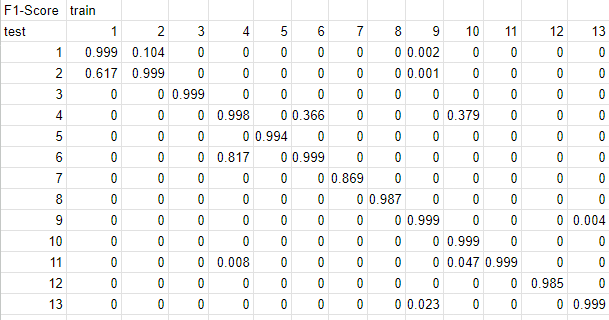 F1-Score train
test 1 2 3 4 5 6 7 8 9 10 11 12 13
1 0.999 0.104 0 0 0 0 0 0 0.002 0 0 0 0
2 0.617 0.999 0 0 0 0 0 0 0.001 0 0 0 0
3 0 0 0.999 0 0 0 0 0 0 0 0 0 0
4 0 0 0 0.998 0 0.366 0 0 0 0.379 0 0 0
5 0 0 0 0 0.994 0 0 0 0 0 0 0 0
6 0 0 0 0.817 0 0.999 0 0 0 0 0 0 0
7 0 0 0 0 0 0 0.869 0 0 0 0 0 0
8 0 0 0 0 0 0 0 0.987 0 0 0 0 0
9 0 0 0 0 0 0 0 0 0.999 0 0 0 0.004
10 0 0 0 0 0 0 0 0 0 0.999 0 0 0
11 0 0 0 0.008 0 0 0 0 0 0.047 0.999 0 0
12 0 0 0 0 0 0 0 0 0 0 0 0.985 0
13 0 0 0 0 0 0 0 0 0.023 0 0 0 0.999